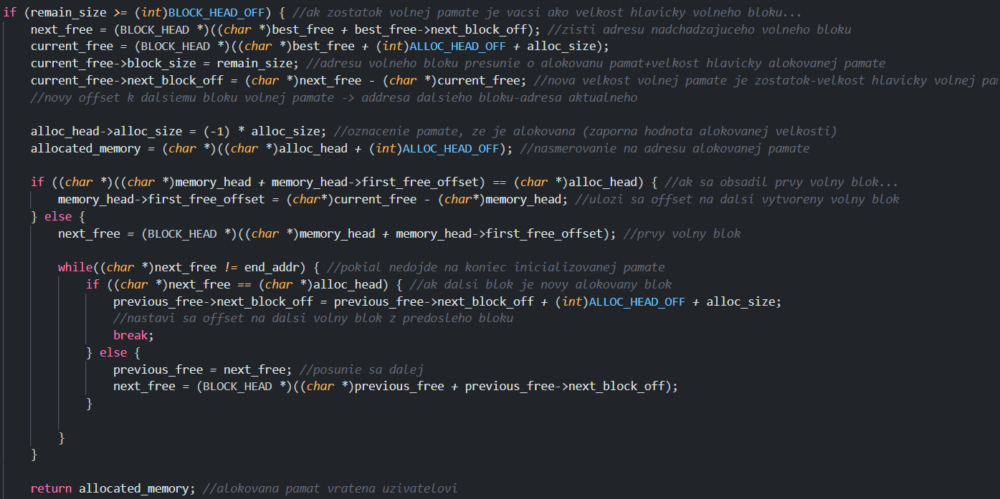 if (remain_size >= (int)BLOCK_HEAD_OFF) { //ak zostatok volnej pamate je vacsi ako velkost hlavicky volneho bloku...
next_free = (BLOCK_HEAD *)((char *)best_free + best_free->next_block_off); //zisti adresu nadchadzajuceho volneho bloku
current_free = (BLOCK_HEAD *)((char *)best_free + (int)ALLOC_HEAD_OFF + alloc_size);
current_free->block_size = remain_size; //adresu volneho bloku presunie o alokovanu pamat+velkost hlavicky alokovanej pamate
current_free->next_block_off = (char *)next_free - (char *)current_free; //nova velkost volnej pamate je zostatok-velkost hlavicky volnej
//novy offset k dalsiemu bloku volnej pamate -> addresa dalsieho bloku-adresa aktualneho
alloc_head->alloc_size = (-1) * alloc_size; //oznacenie pamate, ze je alokovana (zaporna hodnota alokovanej velkosti)
allocated_memory = (char *)((char *)alloc_head + (int)ALLOC_HEAD_OFF); //nasmerovanie na adresu alokovanej pamate
if ((char *)((char *)memory_head + memory_head->first_free_offset) == (char *)alloc_head) { //ak sa obsadil prvy volny blok...
memory_head->first_free_offset = (char*)current_free - (char*)memory_head; //ulozi sa offset na dalsi vytvoreny volny blok
} else {
next_free = (BLOCK_HEAD *)((char *)memory_head + memory_head->first_free_offset); //prvy volny blok
while((char *)next_free != end_addr) { //pokial nedojde na koniec inicializovanej pamate
if ((char *)next_free == (char *)alloc_head) { //ak dalsi blok je novy alokovany blok
previous_free->next_block_off = previous_free->next_block_off + (int)ALLOC_HEAD_OFF + alloc_size;
//nastavi sa offset na dalsi volny blok z predosleho bloku
break;
} else {
previous_free = next_free; //posunie sa dalej
next_free = (BLOCK_HEAD *)((char *)previous_free + previous_free->next_block_off);
}
}
}
return allocated_memory; //alokovana pamat vratena uzivatelovi